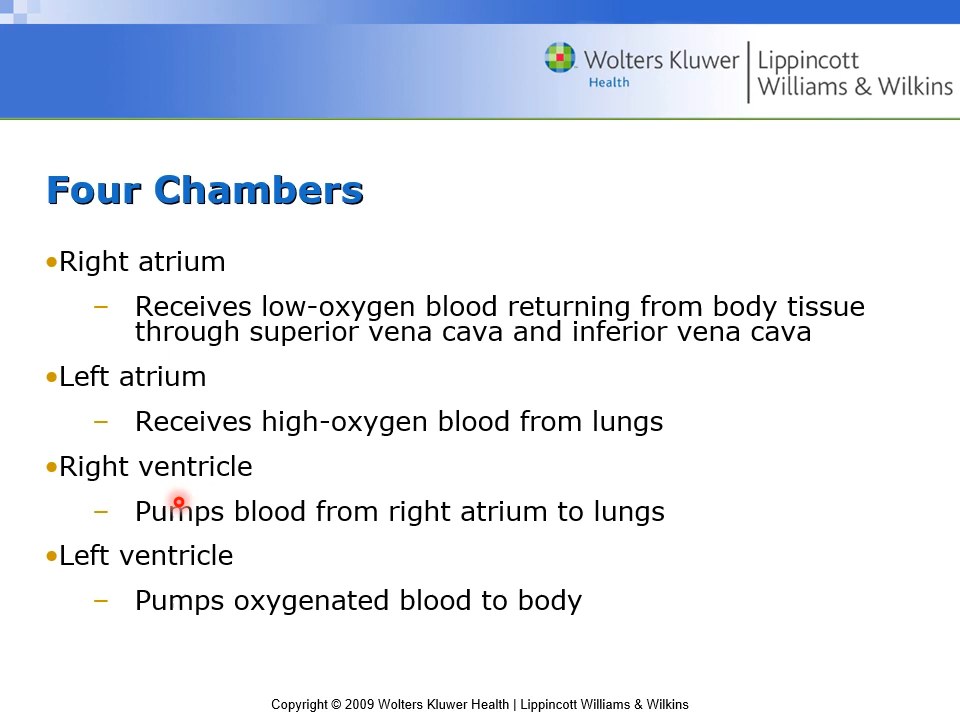 Wolters Kluwer
Health
Lippincott
Williams & Wilkins
Four Chambers
•Right atrium
– Receives low-oxygen blood returning from body tissue
through superior vena cava and inferior vena cava
•Left atrium
– Receives high-oxygen blood from lungs
•Right ventricle
– Pumps blood from right atrium to lungs
•Left ventricle
– Pumps oxygenated blood to body
Copyright © 2009 Wolters Kluwer Health | Lippincott Williams & Wilkins